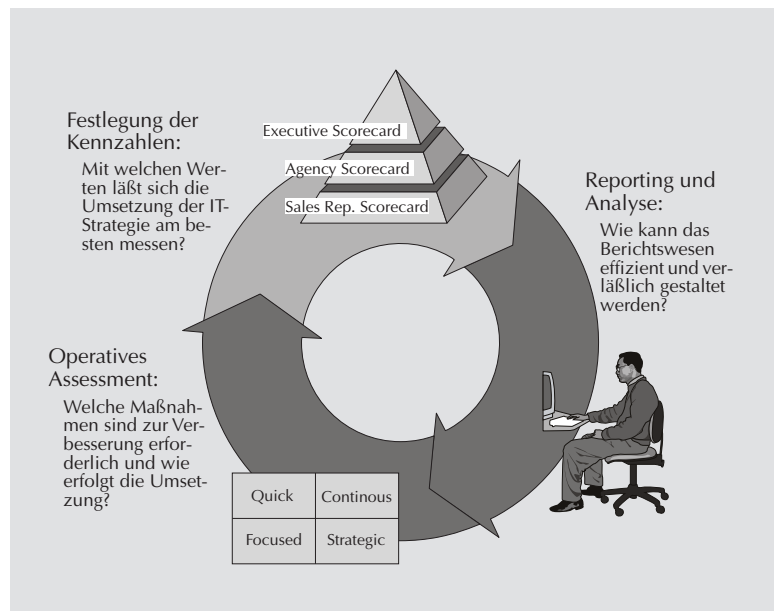 Festlegung der
Kennzahlen:
Mit welchen Wer-
ten läßt sich die
Umsetzung der IT-
Strategie am be-
sten messen?
Executive Scorecard
Agency Scorecard
Sales Rep. Scorecard
Reporting und
Analyse:
Wie kann das
Berichtswesen
effizient und ver-
läßlich gestaltet
werden?
Operatives
Assessment:
Welche Maßnah-
men sind zur Ver-
besserung erfor-
derlich und wie
erfolgt die Umset-
zung?
Quick
Continous
Focused
Strategic